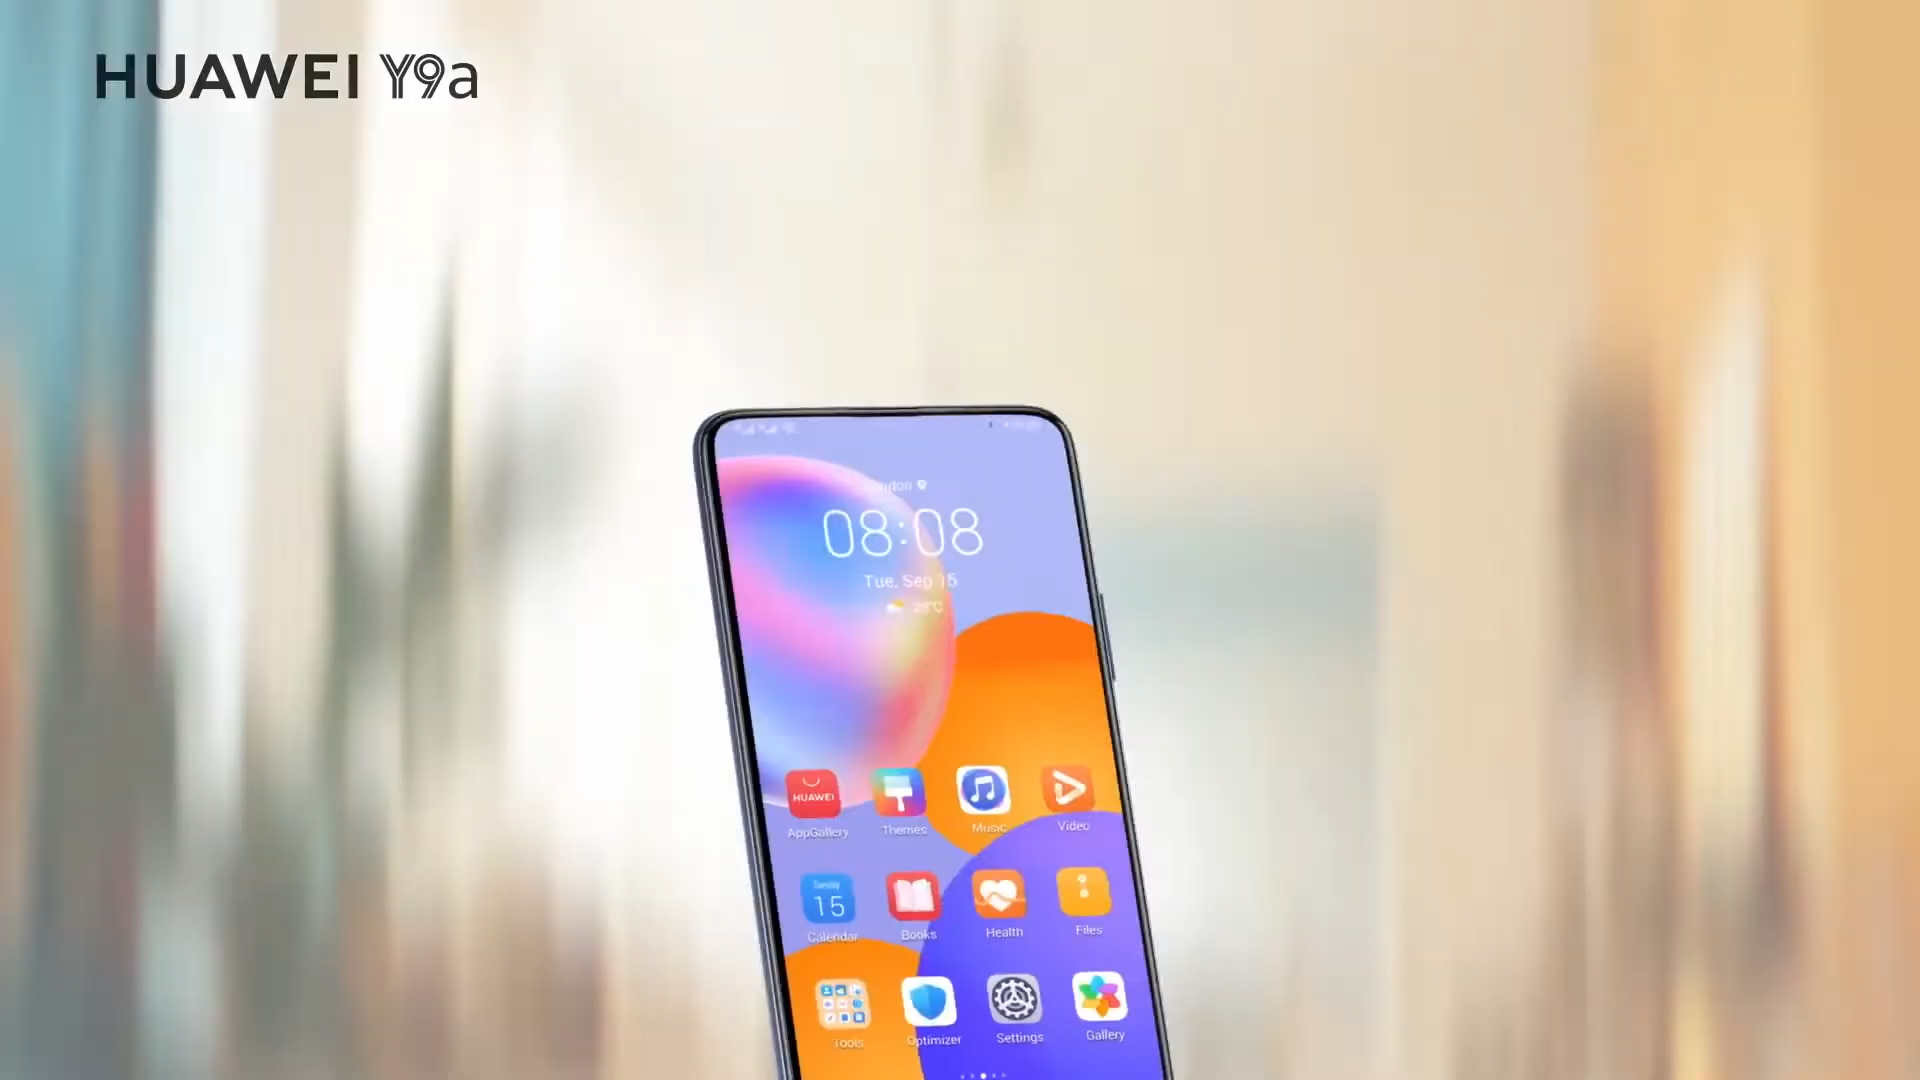 HUAWEI Y9a
London
08:08
Tue, Sep 15
HUAWEI
AppGallery Themes Music Video
15
Calendar Books Health Files
Tools Optimizer Settings Gallery